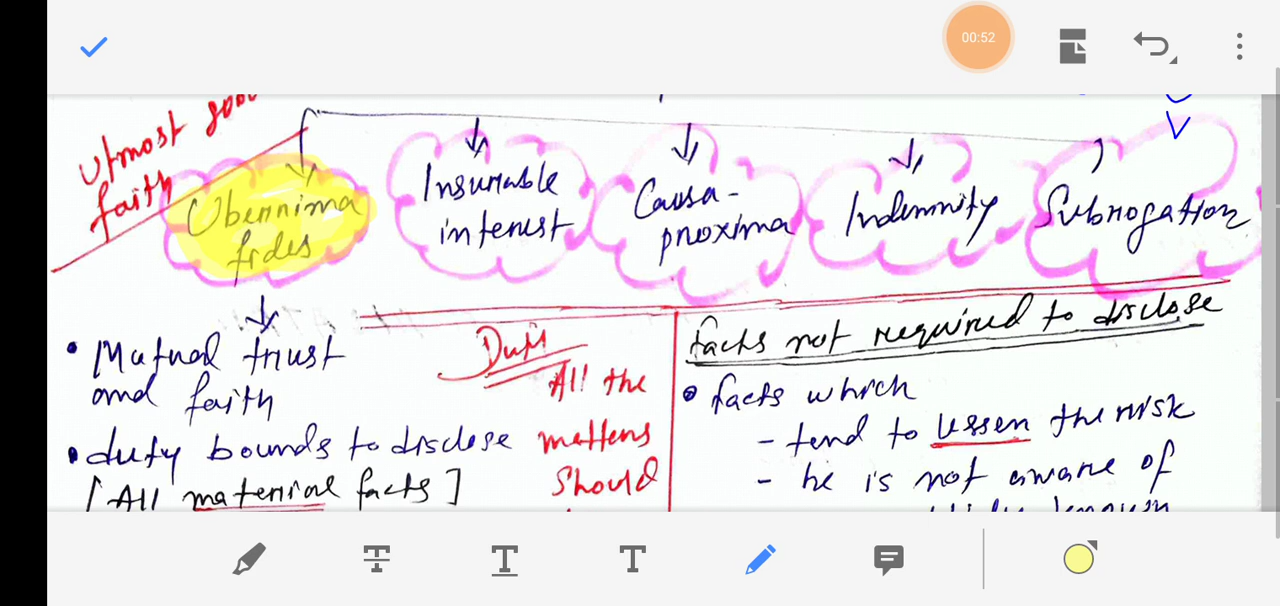 00:52
Utmost good
faith
Uberrima
fides
Insurable
interest
Causa-
proxima
Indemnity
Subrogation
• Mutual trust
and faith
• duty bounds to disclose
[All material facts]
Duty
All the
matters
should
facts not required to disclose
• facts which
- tend to lessen the risk
- he is not aware of
T
T
T